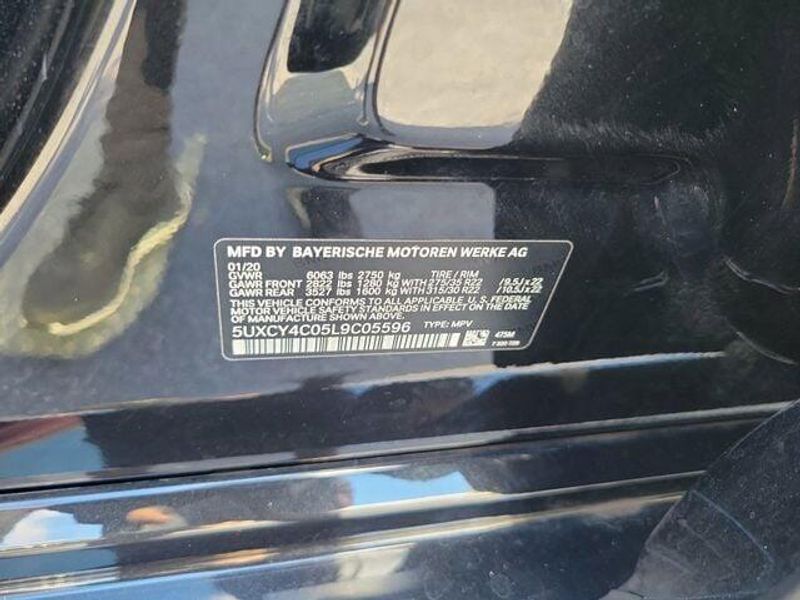 MFD BY BAYERISCHE MOTOREN WERKE AG
01/20
GVWR 6063 lbs 2750 kg TIRE / RIM
GAWR FRONT 2822 lbs 1280 kg WITH 275/35 R22 / 9.5J x 22
GAWR REAR 3527 lbs 1600 kg WITH 315/30 R22 / 10.5J x 22
THIS VEHICLE CONFORMS TO ALL APPLICABLE U.S. FEDERAL
MOTOR VEHICLE SAFETY STANDARDS IN EFFECT ON THE DATE
OF MANUFACTURE SHOWN ABOVE.
5UXCY4C05L9C05596 TYPE: MPV
475M